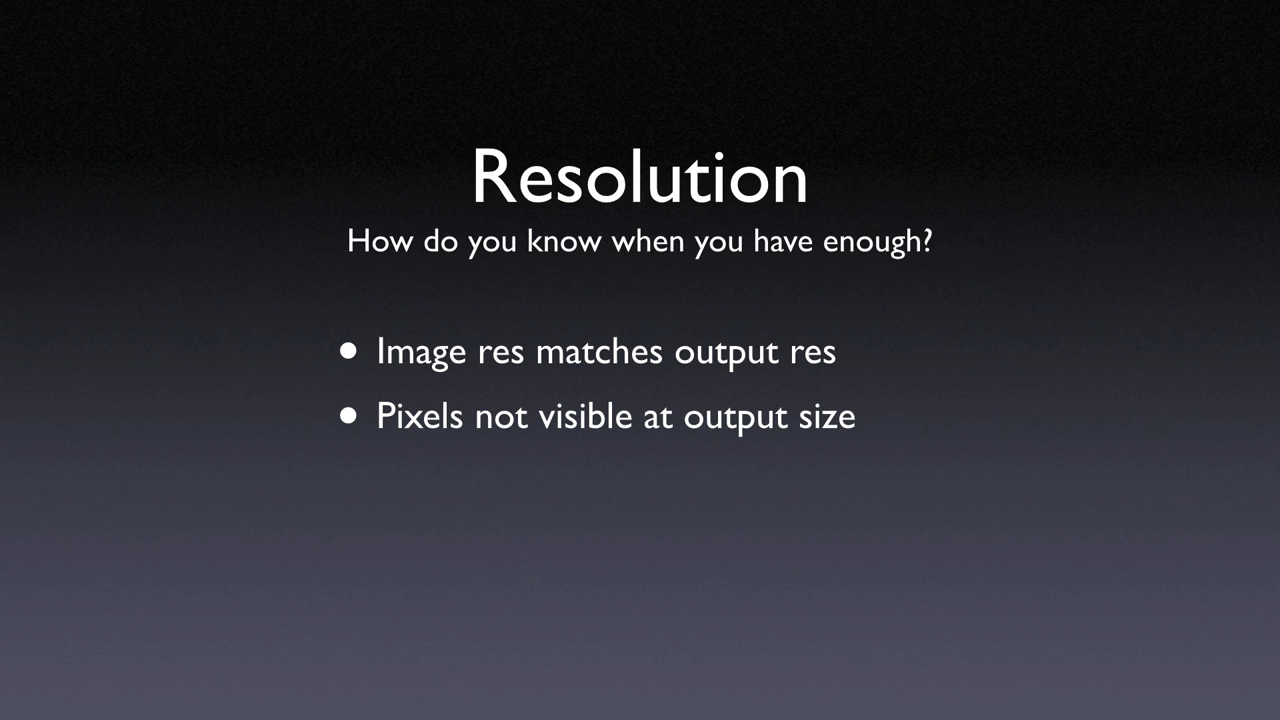 Resolution
How do you know when you have enough?
• Image res matches output res
• Pixels not visible at output size